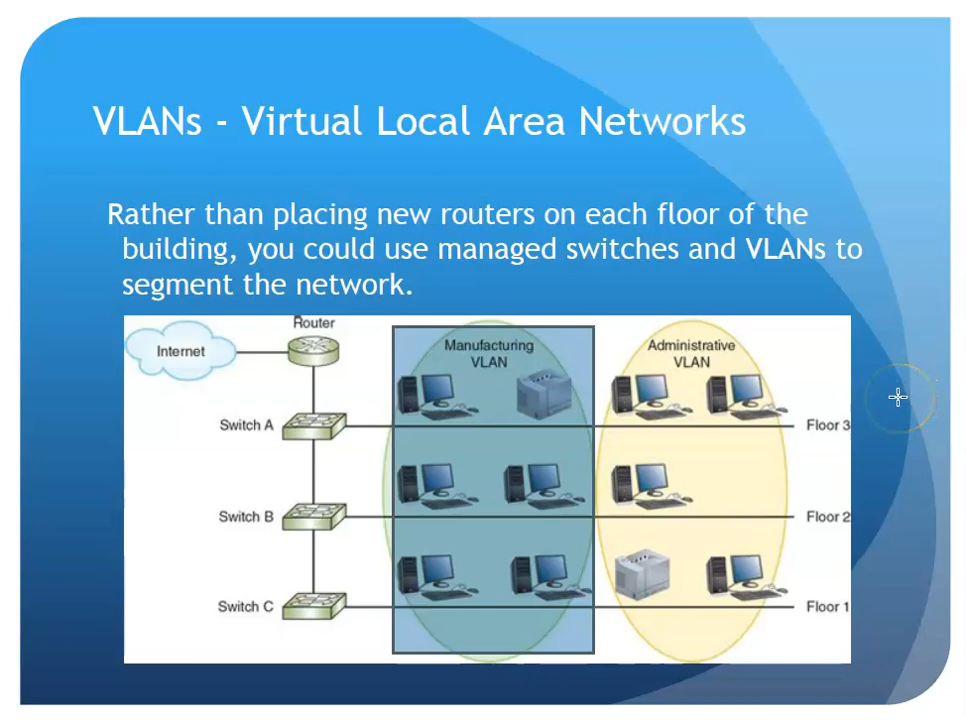 VLANs - Virtual Local Area Networks
Rather than placing new routers on each floor of the
building, you could use managed switches and VLANs to
segment the network.
Router
Internet
Manufacturing
VLAN
Administrative
VLAN
Switch A
Floor 3
Switch B
Floor 2
Switch C
Floor 1